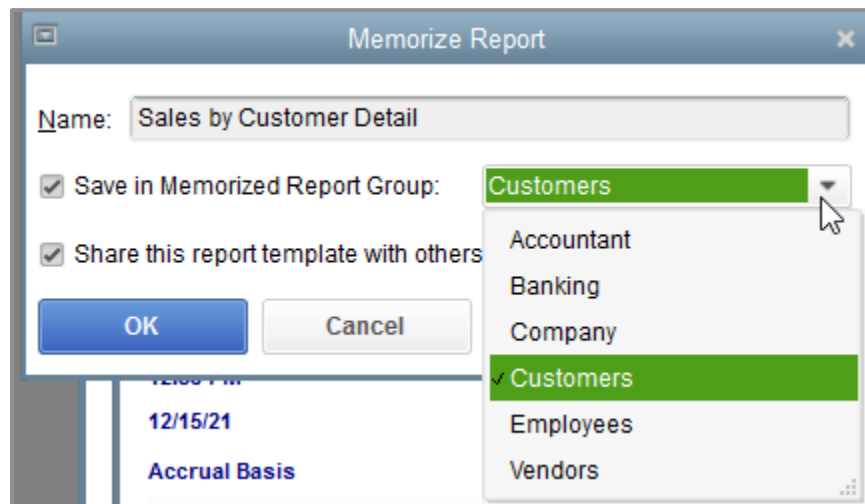 Memorize Report
Name: Sales by Customer Detail
Save in Memorized Report Group: Customers
Share this report template with others
Accountant
Banking
Company
Customers
Employees
Vendors
OK Cancel
12/15/21
Accrual Basis